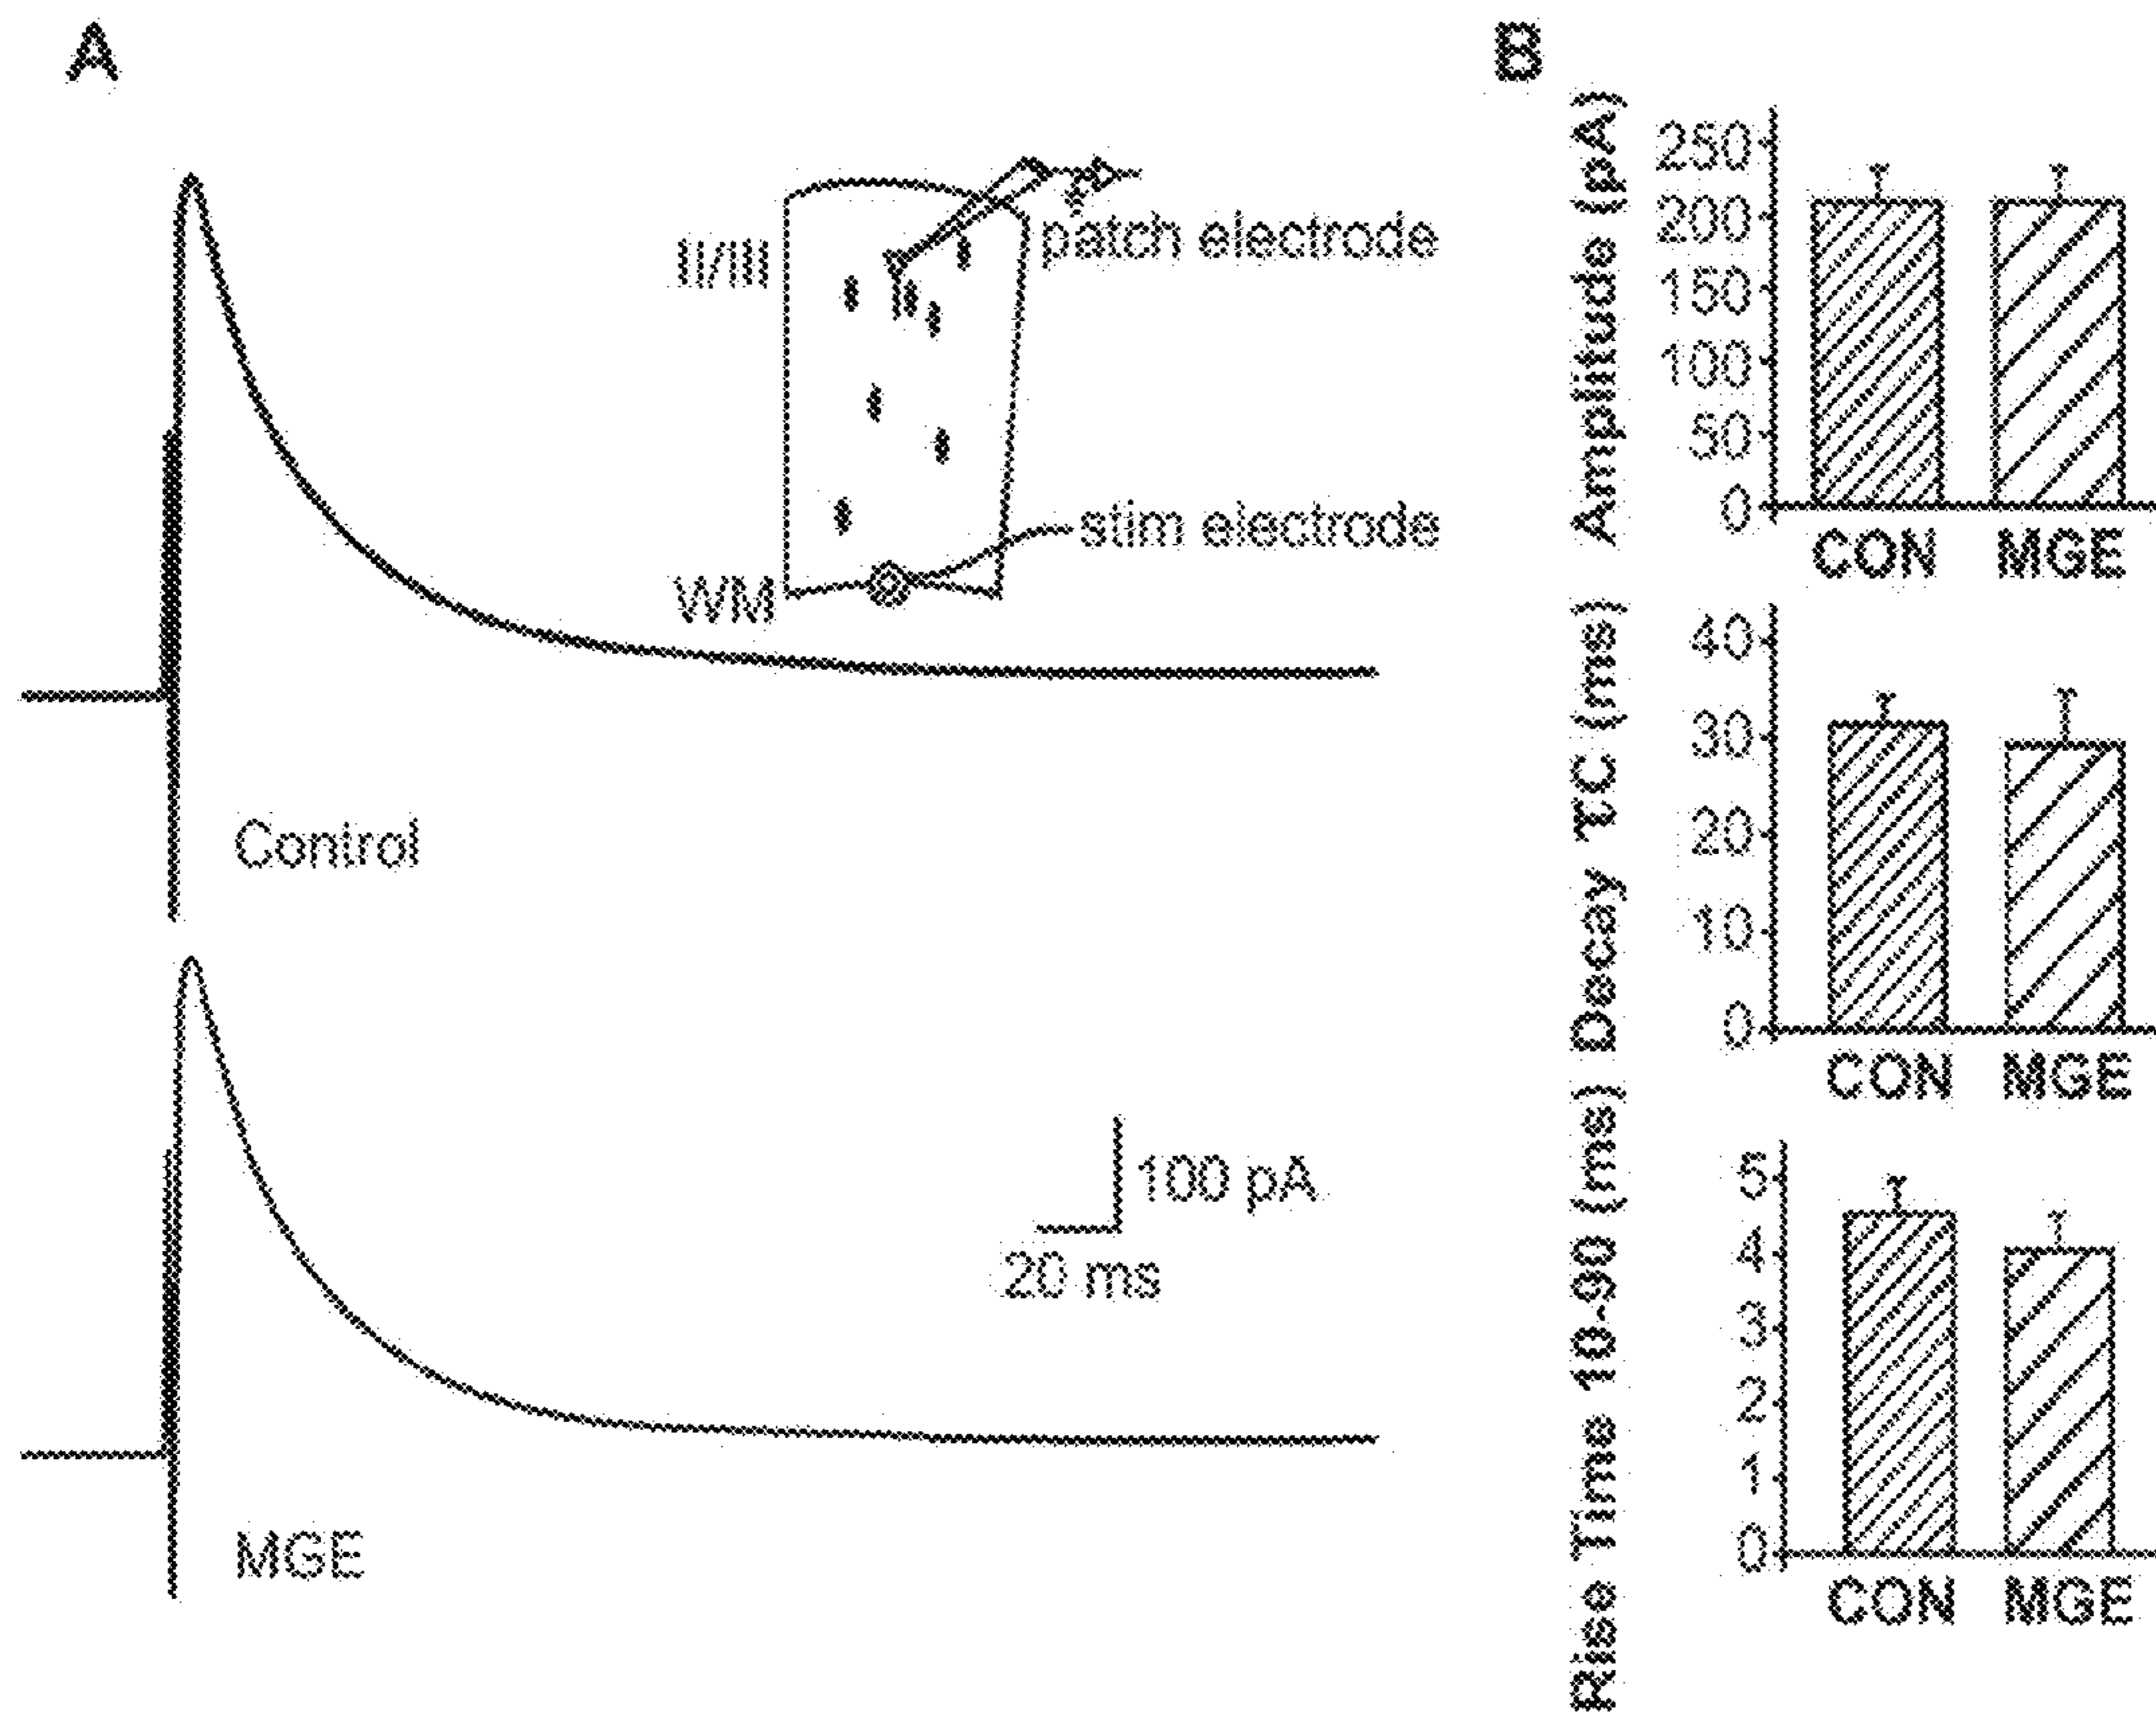 A
II/III
patch electrode
stim electrode
WM
Control
100 pA
20 ms
MGE
B
Amplitude (pA)
250
200
150
100
50
0
CON MGE
Decay TC (ms)
40
30
20
10
0
CON MGE
Rise Time 10-90 (ms)
5
4
3
2
1
0
CON MGE